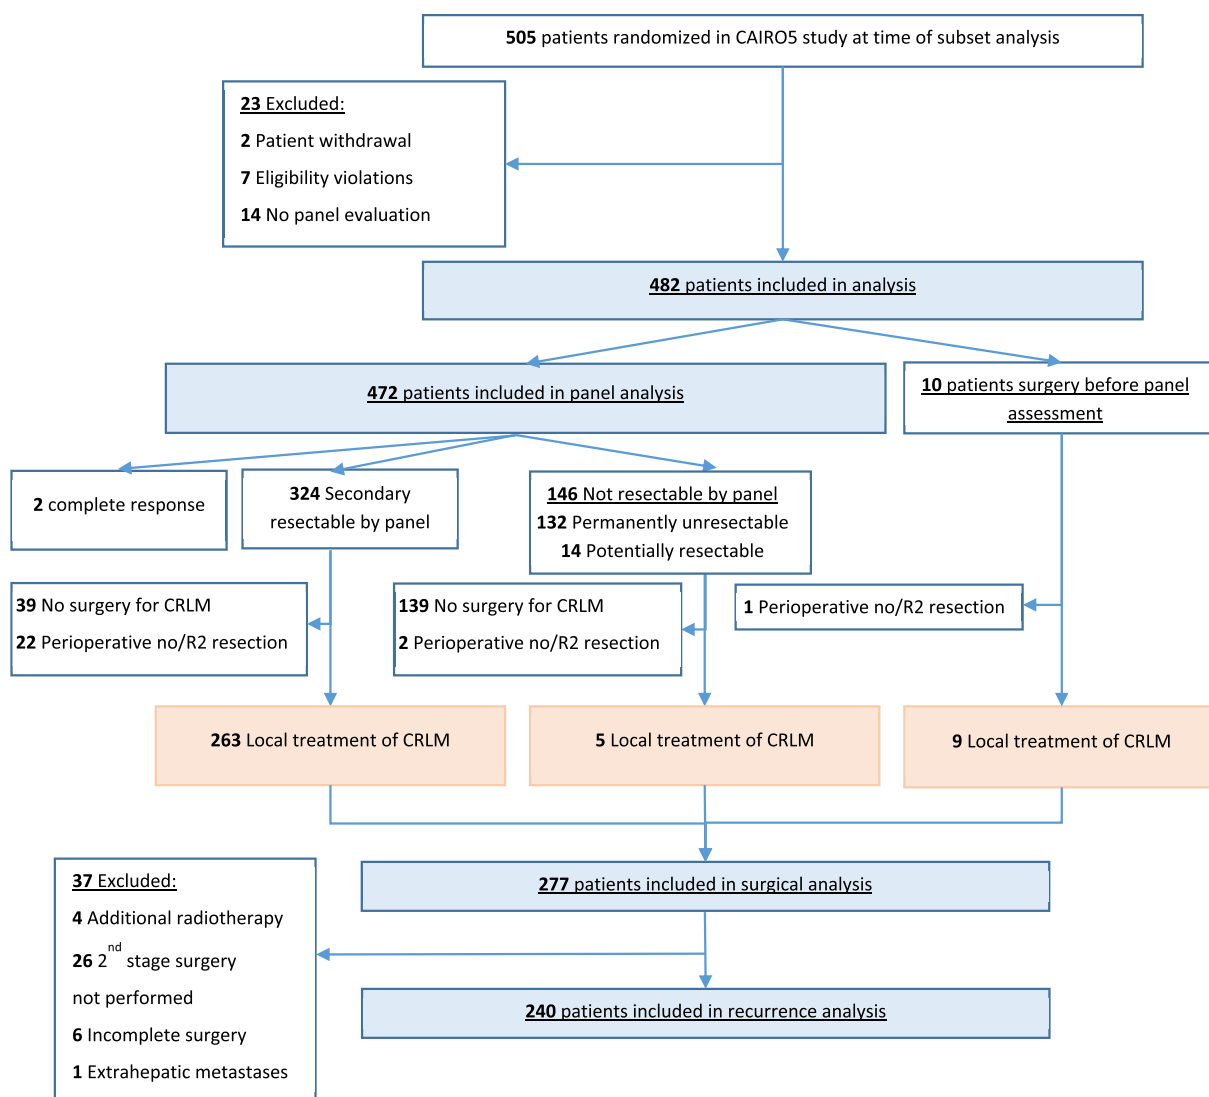 505 patients randomized in CAIRO5 study at time of subset analysis
23 Excluded:
2 Patient withdrawal
7 Eligibility violations
14 No panel evaluation
482 patients included in analysis
472 patients included in panel analysis
10 patients surgery before panel
assessment
2 complete response
324 Secondary
resectable by panel
146 Not resectable by panel
132 Permanently unresectable
14 Potentially resectable
39 No surgery for CRLM
22 Perioperative no/R2 resection
139 No surgery for CRLM
2 Perioperative no/R2 resection
1 Perioperative no/R2 resection
263 Local treatment of CRLM
5 Local treatment of CRLM
9 Local treatment of CRLM
277 patients included in surgical analysis
37 Excluded:
4 Additional radiotherapy
26 2nd stage surgery
not performed
6 Incomplete surgery
1 Extrahepatic metastases
240 patients included in recurrence analysis